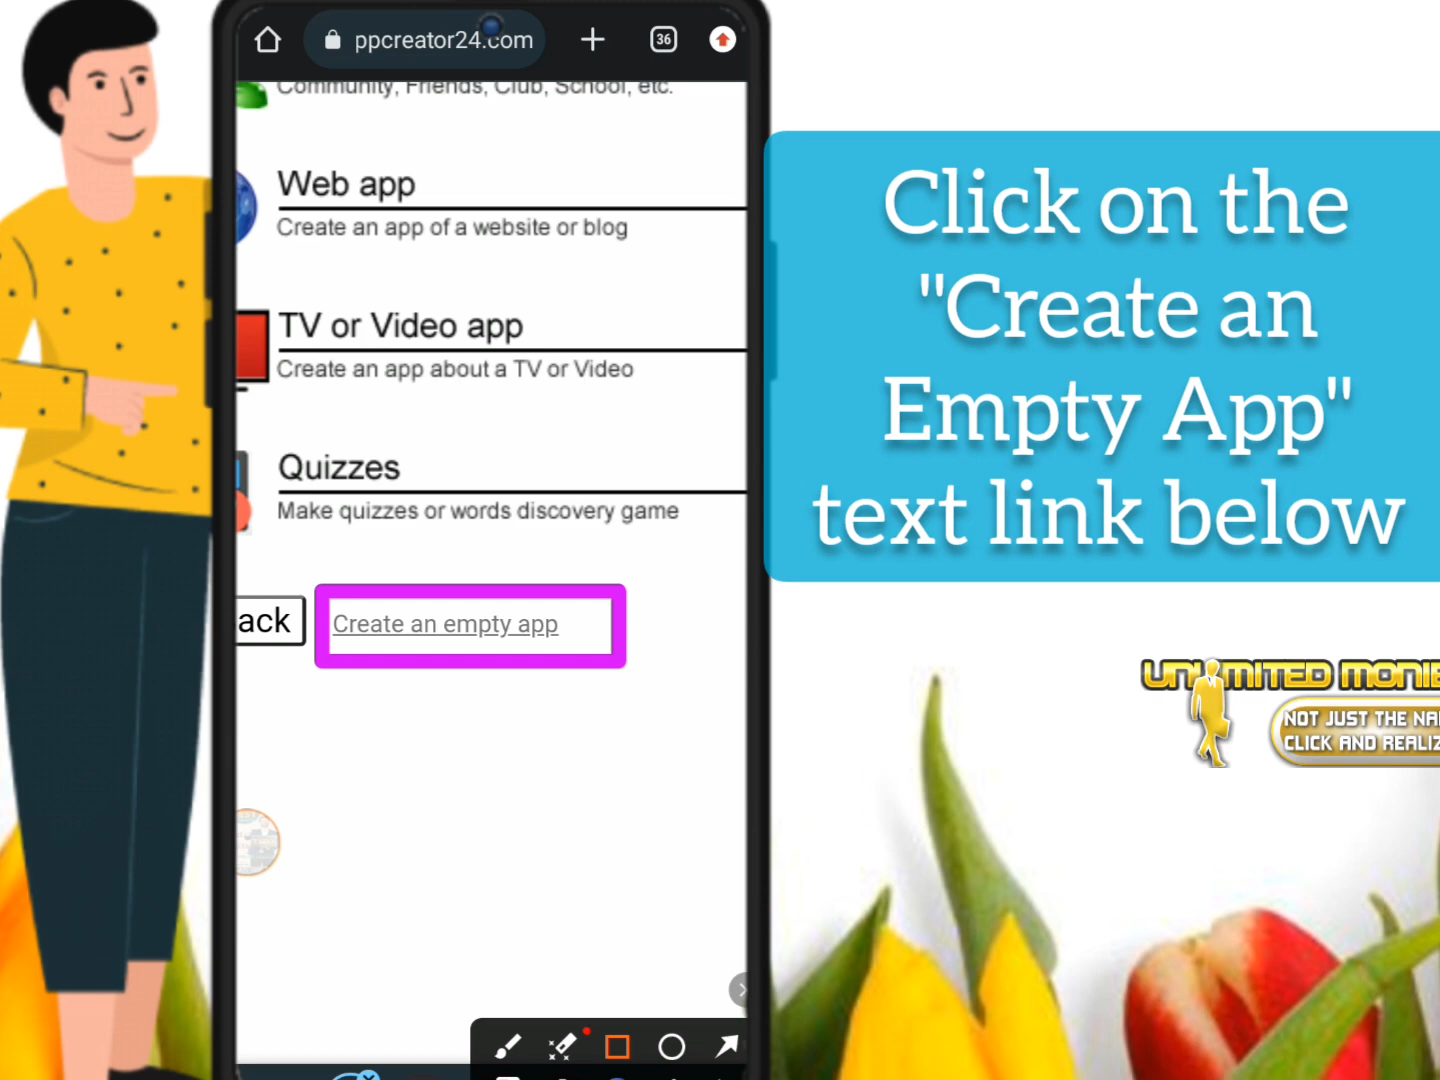 ppcreator24.com
36
Community, Friends, Club, School, etc.
Web app
Create an app of a website or blog
TV or Video app
Create an app about a TV or Video
Quizzes
Make quizzes or words discovery game
ack
Create an empty app
Click on the
"Create an
Empty App"
text link below
UNLIMITED MONIE
NOT JUST THE NA
CLICK AND REALIZ